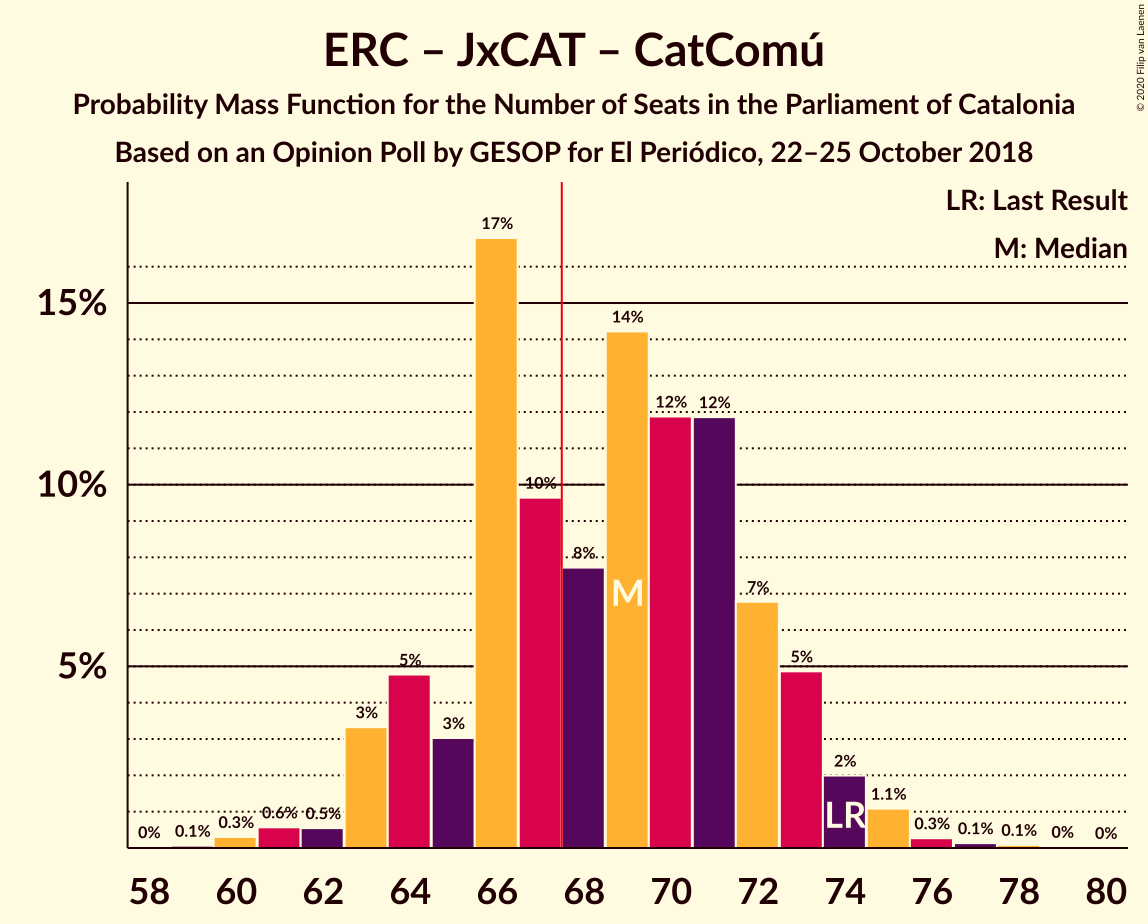 ERC – JxCAT – CatComú
Probability Mass Function for the Number of Seats in the Parliament of Catalonia
Based on an Opinion Poll by GESOP for El Periódico, 22–25 October 2018
© 2020 Filip van Laenen
LR: Last Result
M: Median
15%
10%
5%
0%
0.1%
0.3%
0.6%
0.5%
3%
5%
3%
17%
10%
8%
14%
12%
12%
7%
5%
2%
1.1%
0.3%
0.1%
0.1%
0%
0%
M
LR
58 60 62 64 66 68 70 72 74 76 78 80